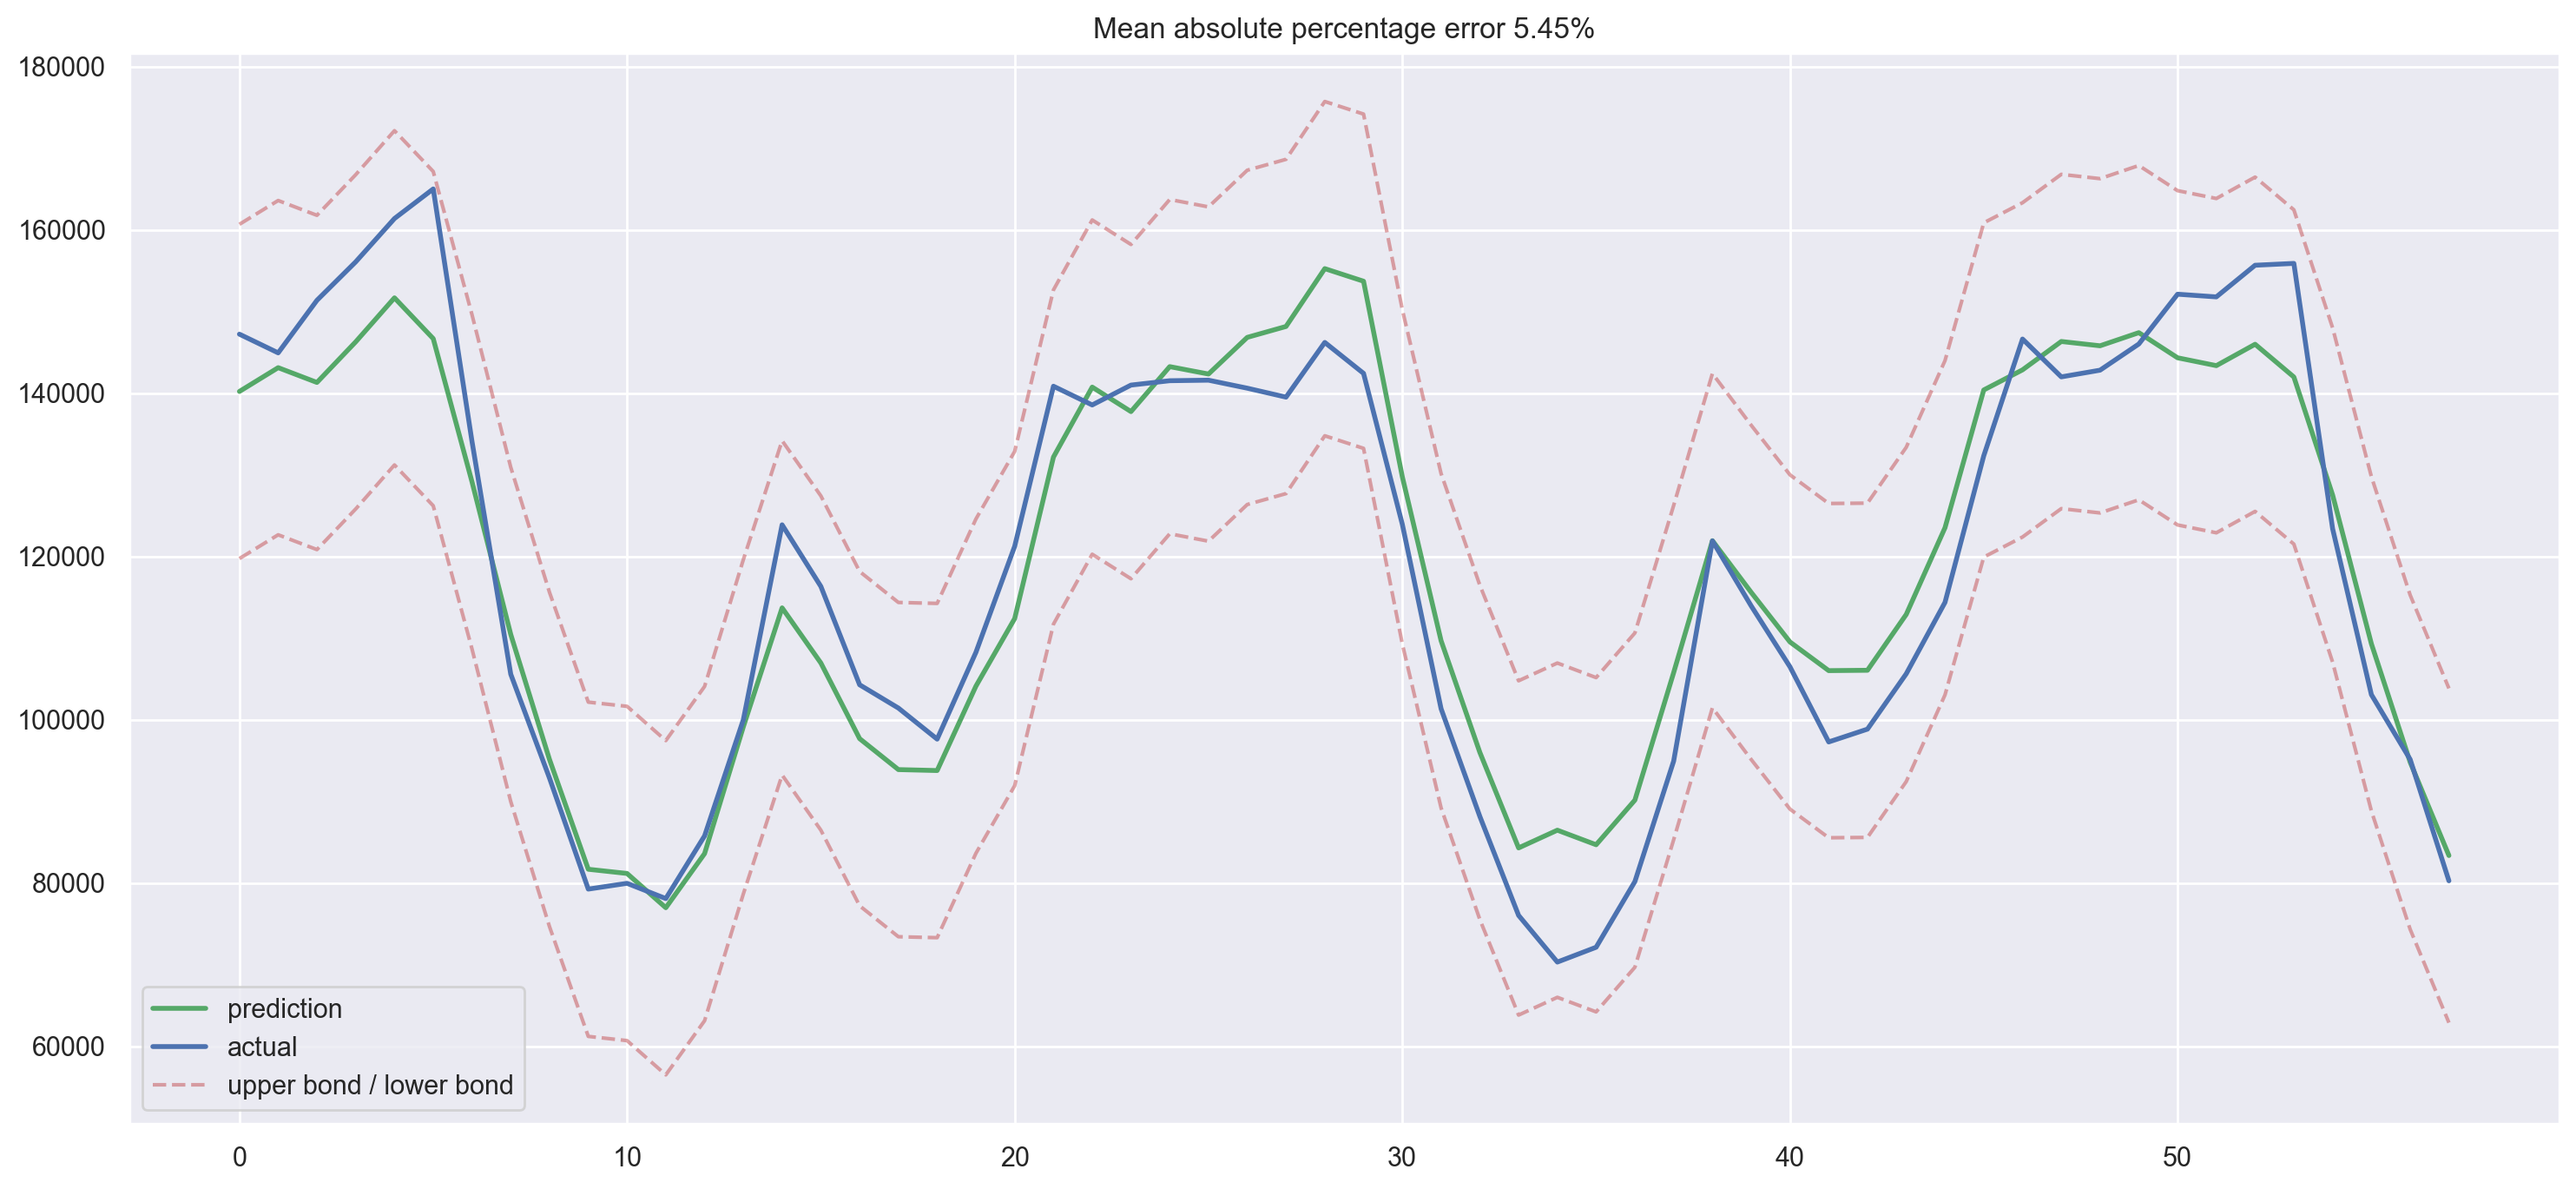 Mean absolute percentage error 5.45%
180000
160000
140000
120000
100000
80000
60000
prediction
actual
upper bond / lower bond
0 10 20 30 40 50